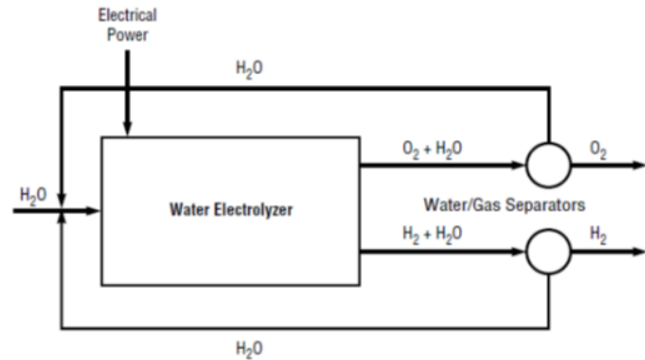 Electrical
Power
H₂O
O₂ + H₂O
O₂
H₂O
Water Electrolyzer
Water/Gas Separators
H₂ + H₂O
H₂
H₂O